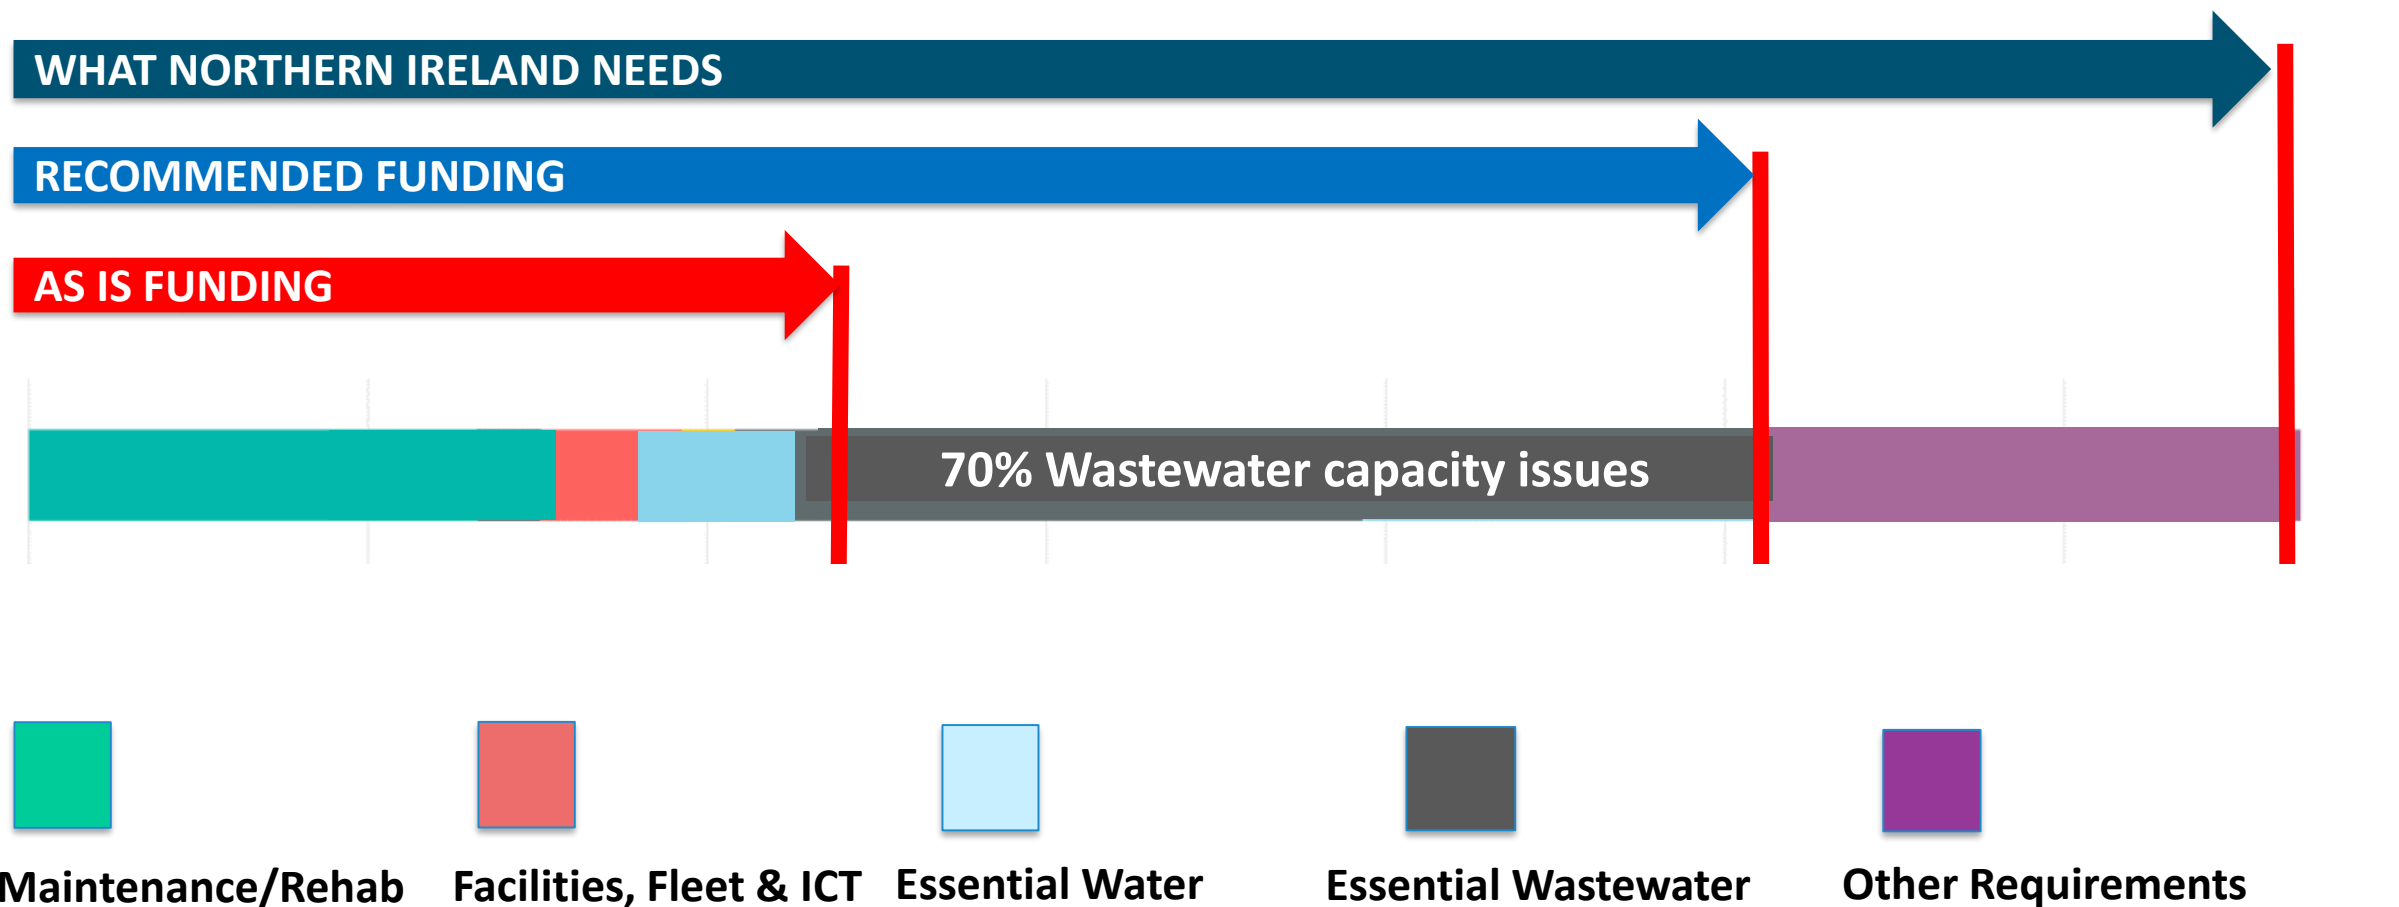 WHAT NORTHERN IRELAND NEEDS
RECOMMENDED FUNDING
AS IS FUNDING
70% Wastewater capacity issues
Maintenance/Rehab
Facilities, Fleet & ICT
Essential Water
Essential Wastewater
Other Requirements